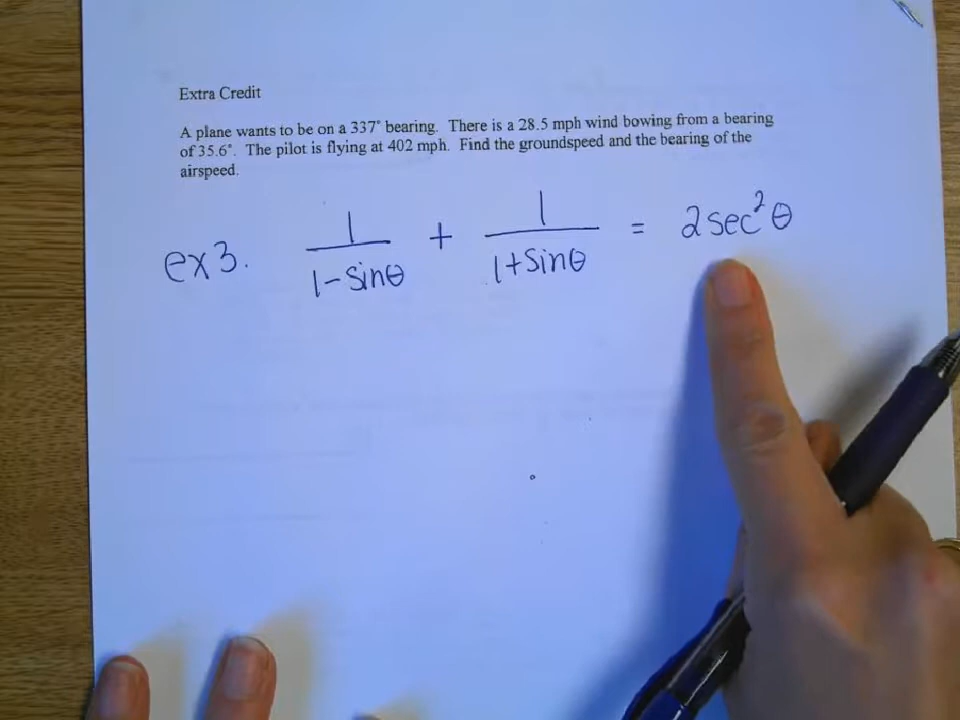 Extra Credit
A plane wants to be on a 337° bearing. There is a 28.5 mph wind bowing from a bearing
of 35.6°. The pilot is flying at 402 mph. Find the groundspeed and the bearing of the
airspeed.
ex3. 1/(1-sinθ) + 1/(1+sinθ) = 2sec²θ